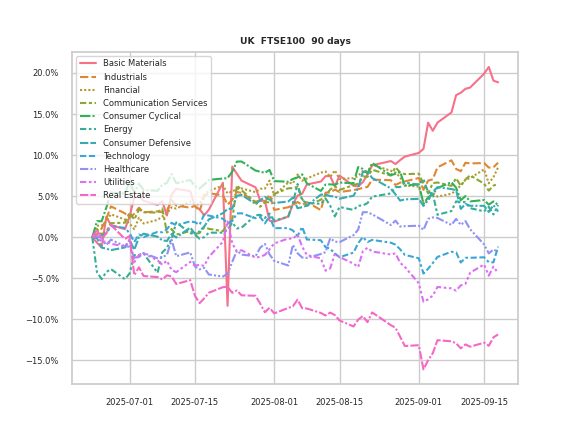 UK FTSE100 90 days
20.0%
15.0%
10.0%
5.0%
0.0%
−5.0%
−10.0%
−15.0%
Basic Materials
Industrials
Financial
Communication Services
Consumer Cyclical
Energy
Consumer Defensive
Technology
Healthcare
Utilities
Real Estate
2025-07-01
2025-07-15
2025-08-01
2025-08-15
2025-09-01
2025-09-15